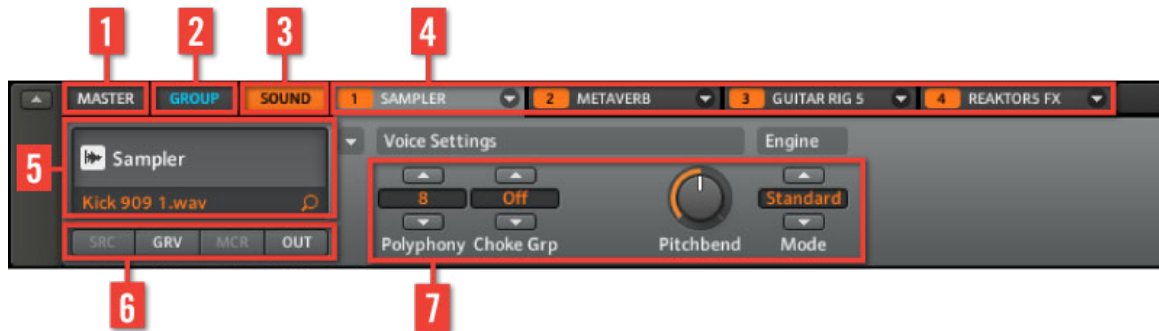 1 2 3 4
MASTER GROUP SOUND 1 SAMPLER 2 METAVERB 3 GUITAR RIG 5 4 REAKTOR5 FX
5
Sampler
Kick 909 1.wav
SRC GRV MCR OUT
Voice Settings Engine
8 Off Standard
Polyphony Choke Grp Pitchbend Mode
6 7